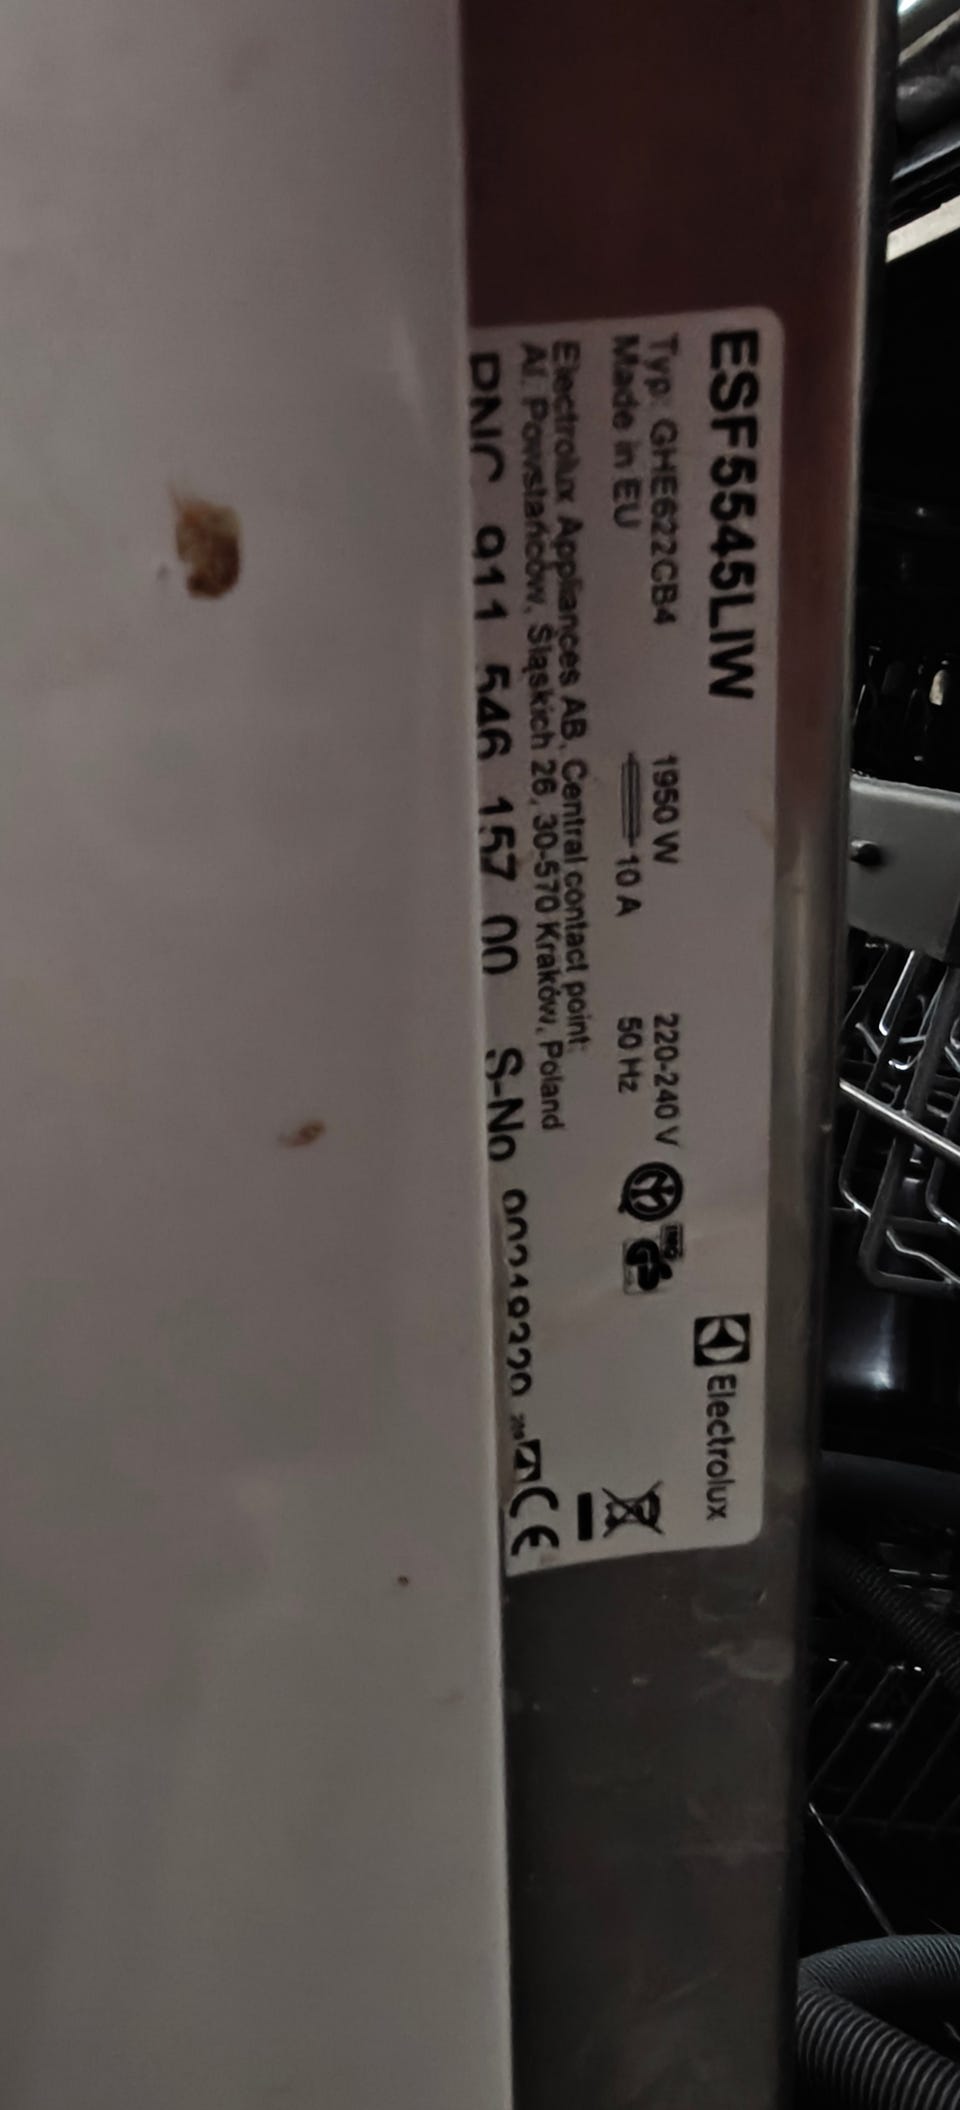 ESF5545LIW
Electrolux
Typ. GHE622CB4 1950 W 220-240 V
Made in EU 10 A 50 Hz
Electrolux Appliances AB, Central contact point:
Al. Powstańców, Śląskich 26, 30-570 Kraków, Poland
PNC 911 546 157 00 S-No
CE